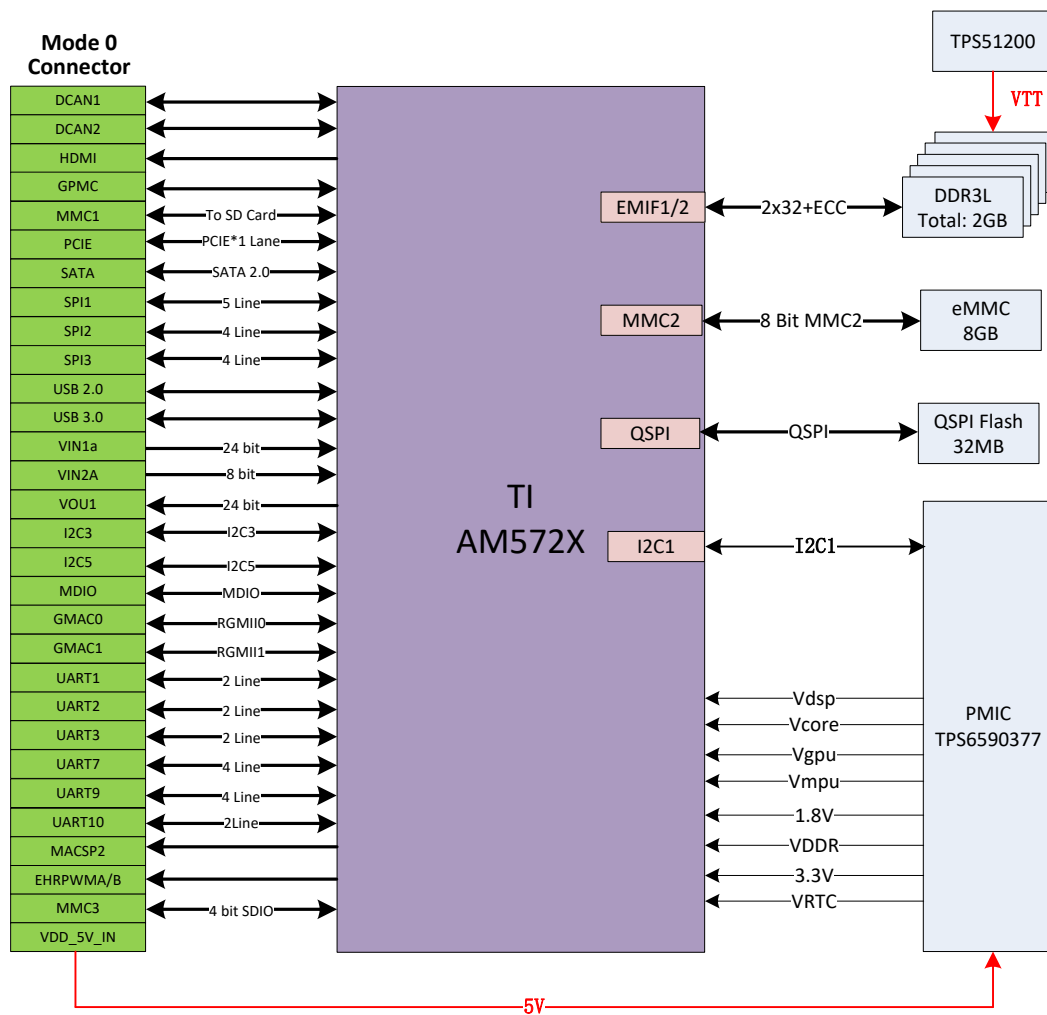 Mode 0
Connector
DCAN1
DCAN2
HDMI
GPMC
MMC1
To SD Card
PCIE
PCIE*1 Lane
SATA
SATA 2.0
SPI1
5 Line
SPI2
4 Line
SPI3
4 Line
USB 2.0
USB 3.0
VIN1a
24 bit
VIN2A
8 bit
VOU1
24 bit
I2C3
I2C3
I2C5
I2C5
MDIO
MDIO
GMAC0
RGMII0
GMAC1
RGMII1
UART1
2 Line
UART2
2 Line
UART3
2 Line
UART7
4 Line
UART9
4 Line
UART10
2Line
MACSP2
EHRPWMA/B
MMC3
4 bit SDIO
VDD_5V_IN
5V
TI
AM572X
EMIF1/2
2x32+ECC
MMC2
8 Bit MMC2
QSPI
QSPI
I2C1
I2C1
Vdsp
Vcore
Vgpu
Vmpu
1.8V
VDDR
3.3V
VRTC
TPS51200
VTT
DDR3L
Total: 2GB
eMMC
8GB
QSPI Flash
32MB
PMIC
TPS6590377